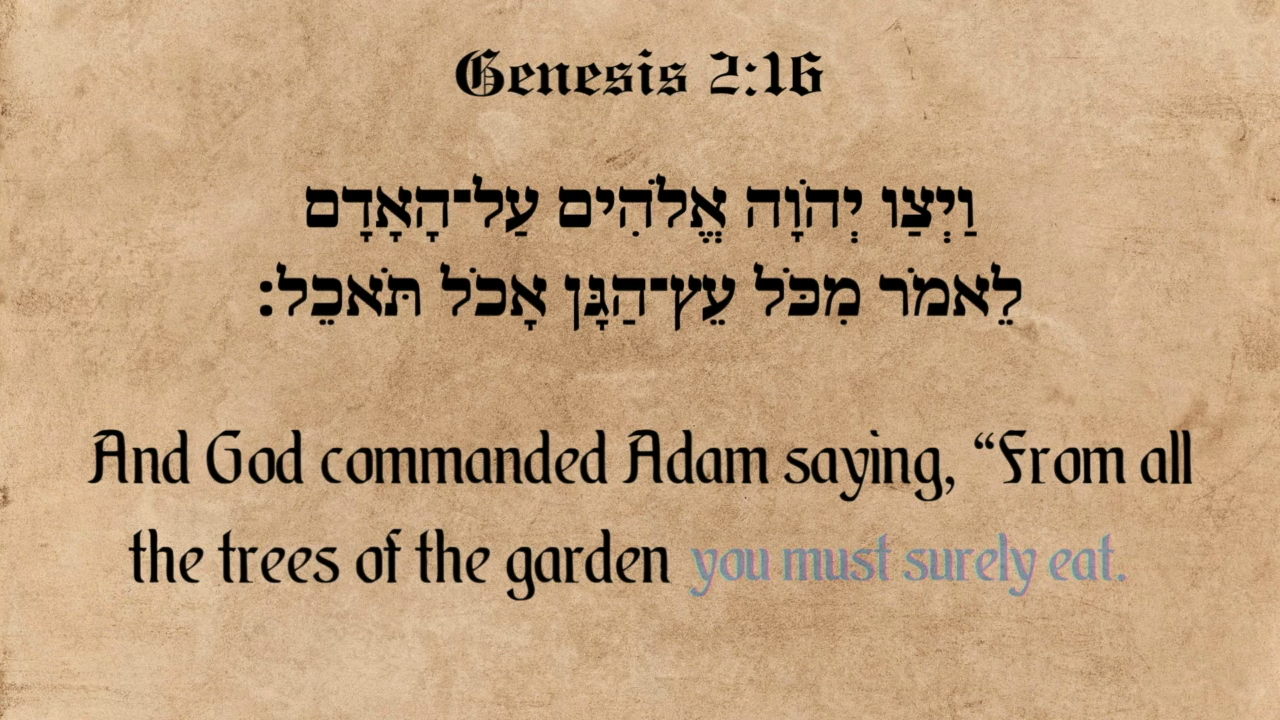 Genesis 2:16
וַיְצַו יְהֹוָה אֱלֹהִים עַל־הָאָדָם
לֵאמֹר מִכֹּל עֵץ־הַגָּן אָכֹל תֹּאכֵל׃
And God commanded Adam saying, “From all
the trees of the garden you must surely eat.